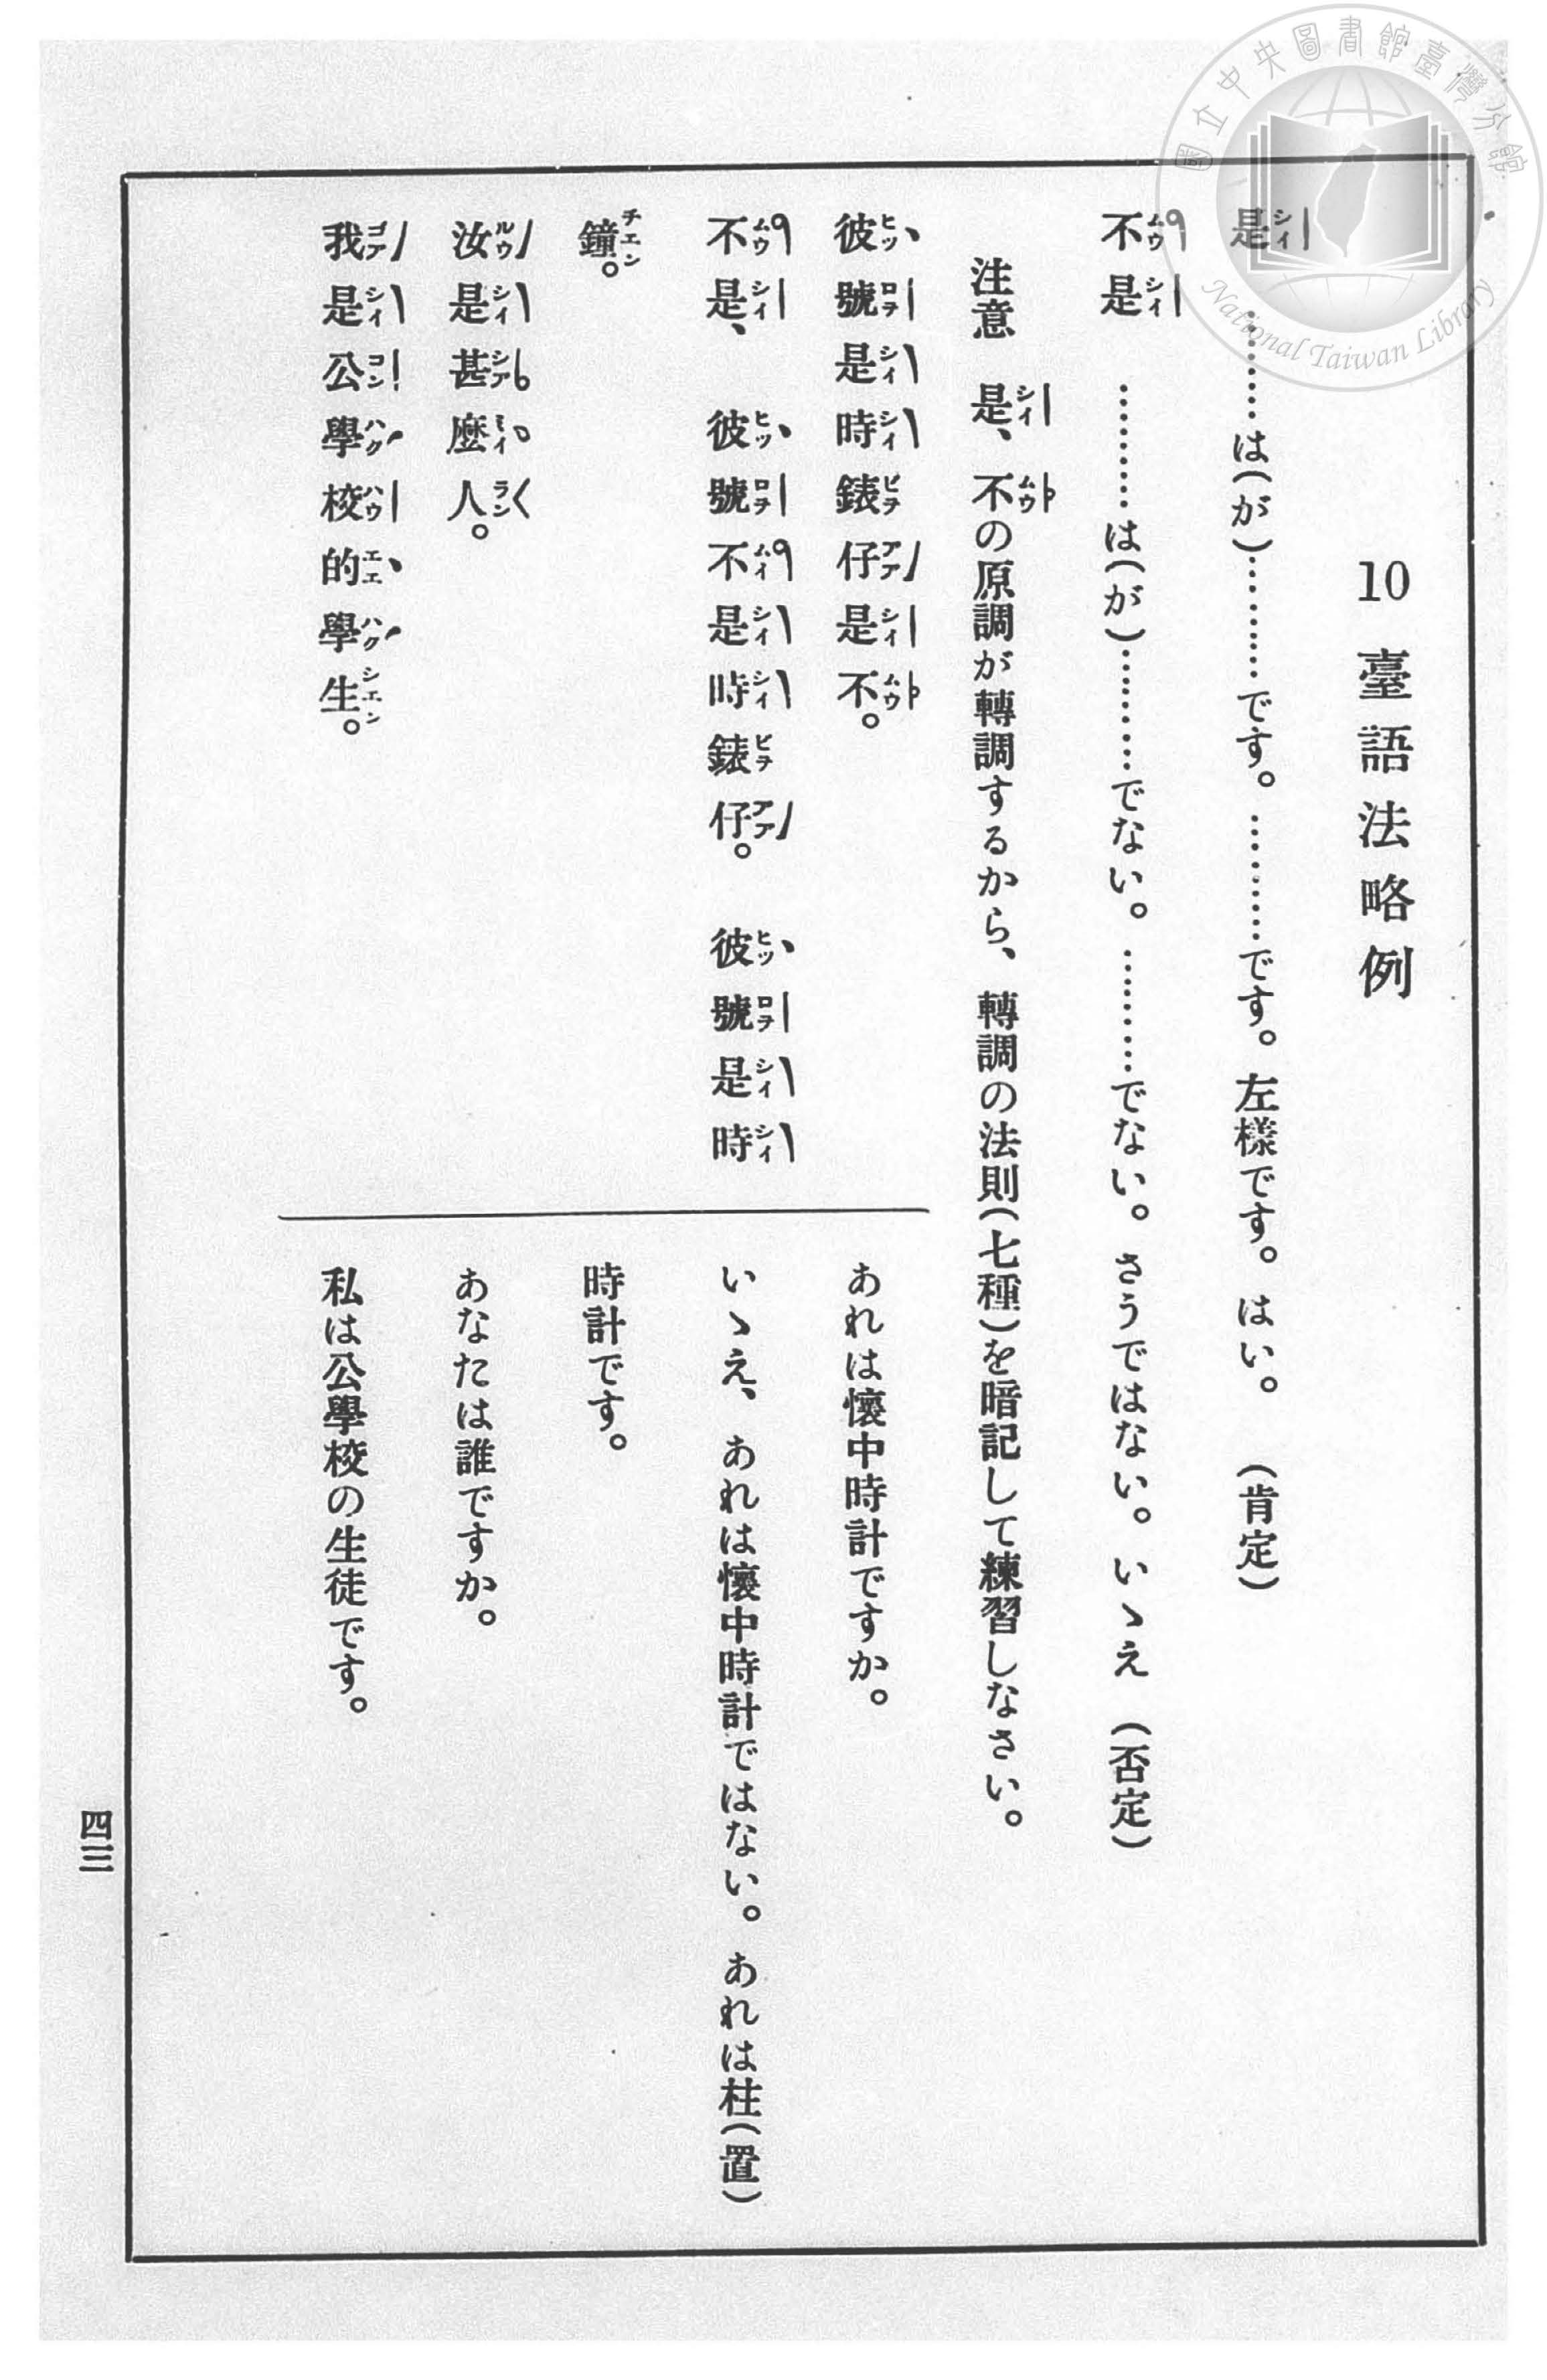 國立中央圖書館臺灣分館
National Taiwan Library
10 臺語法略例
是シイ ………は(が)………です。………です。左樣です。はい。 (肯定)
不ムウ是シイ ………は(が)………でない。………でない。さうではない。いゝえ (否定)
注意 是シイ、不ムウの原調が轉調するから、轉調の法則(七種)を暗記して練習しなさい。
彼ヒッ號ロヲ是シイ時シイ錶ビヲ仔アア是シイ不ムウ。
あれは懷中時計ですか。
不ムウ是シイ、彼ヒッ號ロヲ不ムイ是シイ時シイ錶ビヲ仔アア。彼ヒッ號ロヲ是シイ時シイ
鐘チエン。
いゝえ、あれは懷中時計ではない。あれは柱(置)
時計です。
汝ルウ是シイ甚シア麼ミイ人ラン。
あなたは誰ですか。
我ゴア是シイ公コン學ハク校ハウ的エエ學ハク生シエン。
私は公學校の生徒です。
四三